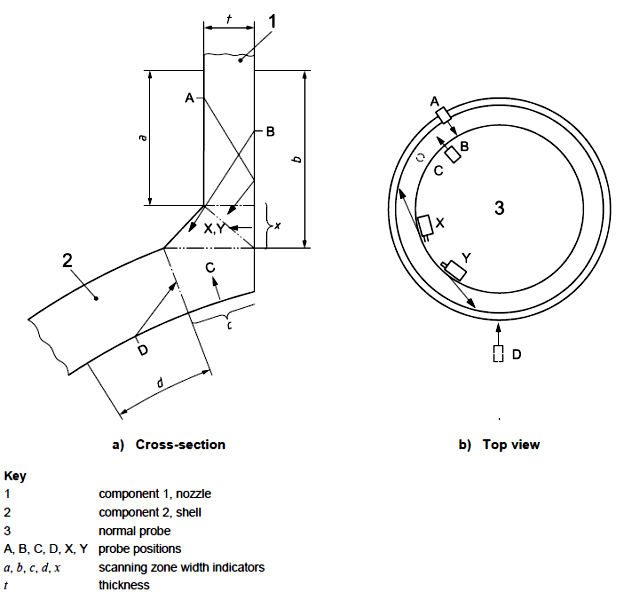 t
1
A
B
a
b
X,Y
x
2
C
c
D
d
A
B
C
3
X
Y
D
a) Cross-section
b) Top view
Key
1 component 1, nozzle
2 component 2, shell
3 normal probe
A, B, C, D, X, Y probe positions
a, b, c, d, x scanning zone width indicators
t thickness